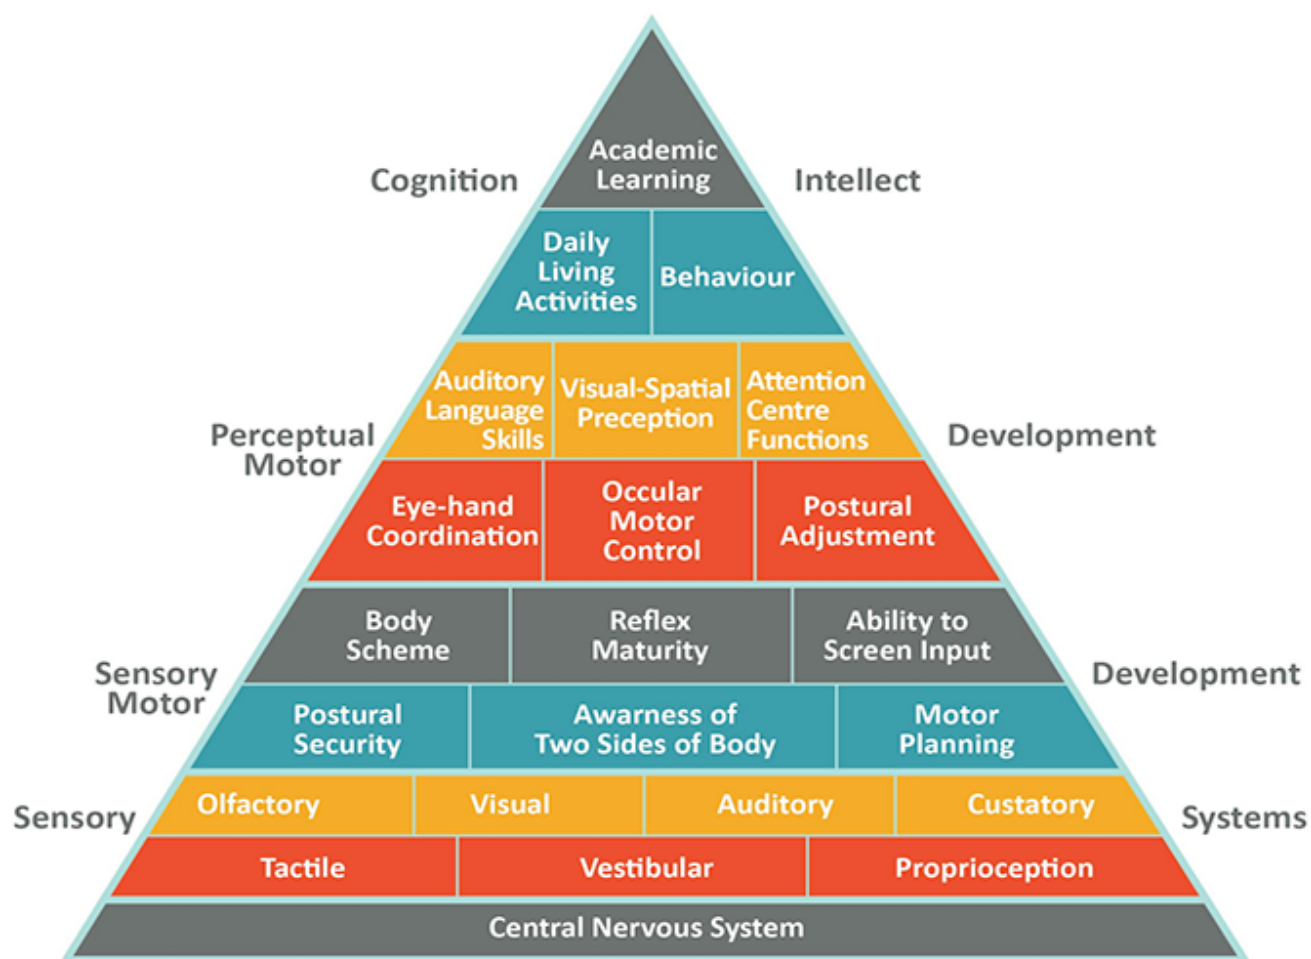 Academic
Learning
Cognition
Intellect
Daily
Living
Activities
Behaviour
Auditory
Language
Skills
Visual-Spatial
Preception
Attention
Centre
Functions
Perceptual
Motor
Development
Eye-hand
Coordination
Occular
Motor
Control
Postural
Adjustment
Body
Scheme
Reflex
Maturity
Ability to
Screen Input
Sensory
Motor
Development
Postural
Security
Awarness of
Two Sides of Body
Motor
Planning
Sensory
Olfactory
Visual
Auditory
Custatory
Systems
Tactile
Vestibular
Proprioception
Central Nervous System